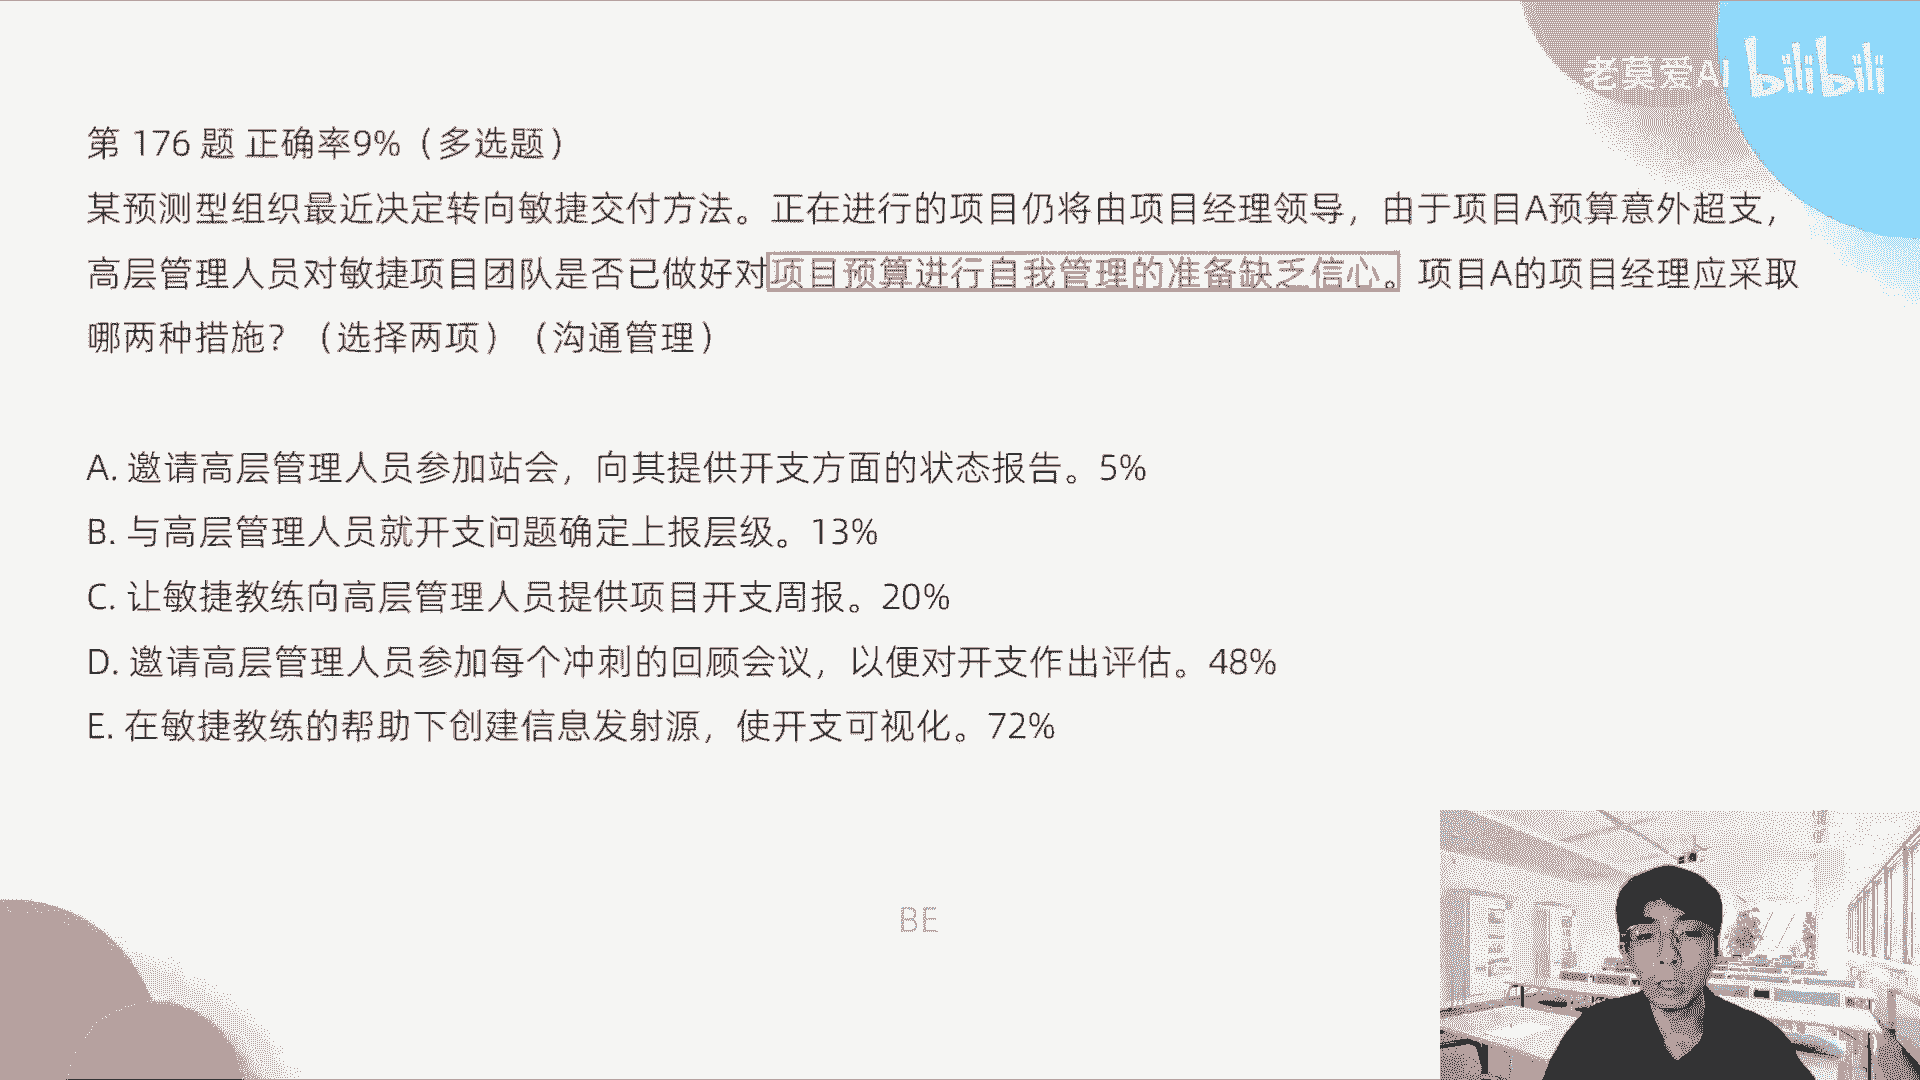 老莫爱AI bilibili
第 176 题 正确率9%（多选题）
某预测型组织最近决定转向敏捷交付方法。正在进行的项目仍将由项目经理领导，由于项目A预算意外超支，
高层管理人员对敏捷项目团队是否已做好对项目预算进行自我管理的准备缺乏信心。项目A的项目经理应采取
哪两种措施？（选择两项）（沟通管理）
A. 邀请高层管理人员参加站会，向其提供开支方面的状态报告。5%
B. 与高层管理人员就开支问题确定上报层级。13%
C. 让敏捷教练向高层管理人员提供项目开支周报。20%
D. 邀请高层管理人员参加每个冲刺的回顾会议，以便对开支作出评估。48%
E. 在敏捷教练的帮助下创建信息发射源，使开支可视化。72%
BE